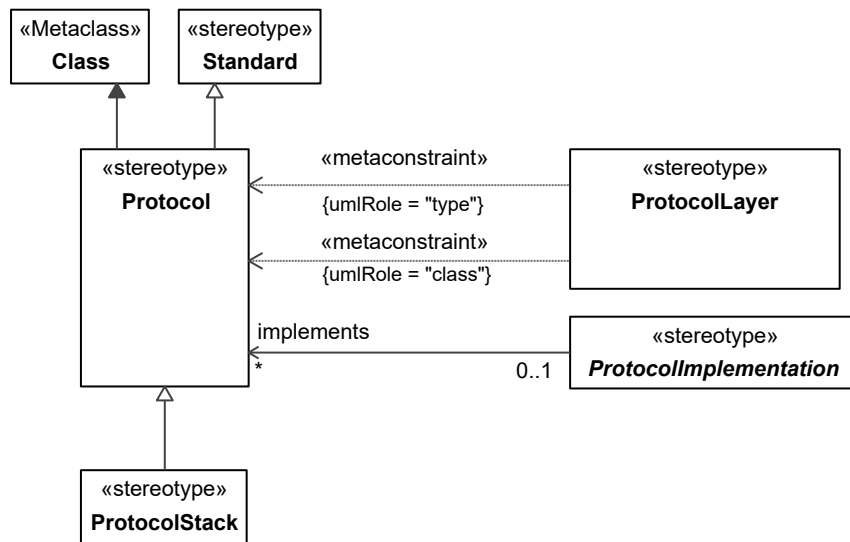 «Metaclass»
Class
«stereotype»
Standard
«stereotype»
Protocol
«metaconstraint»
{umlRole = "type"}
«metaconstraint»
{umlRole = "class"}
«stereotype»
ProtocolLayer
implements
*
0..1
«stereotype»
ProtocolImplementation
«stereotype»
ProtocolStack